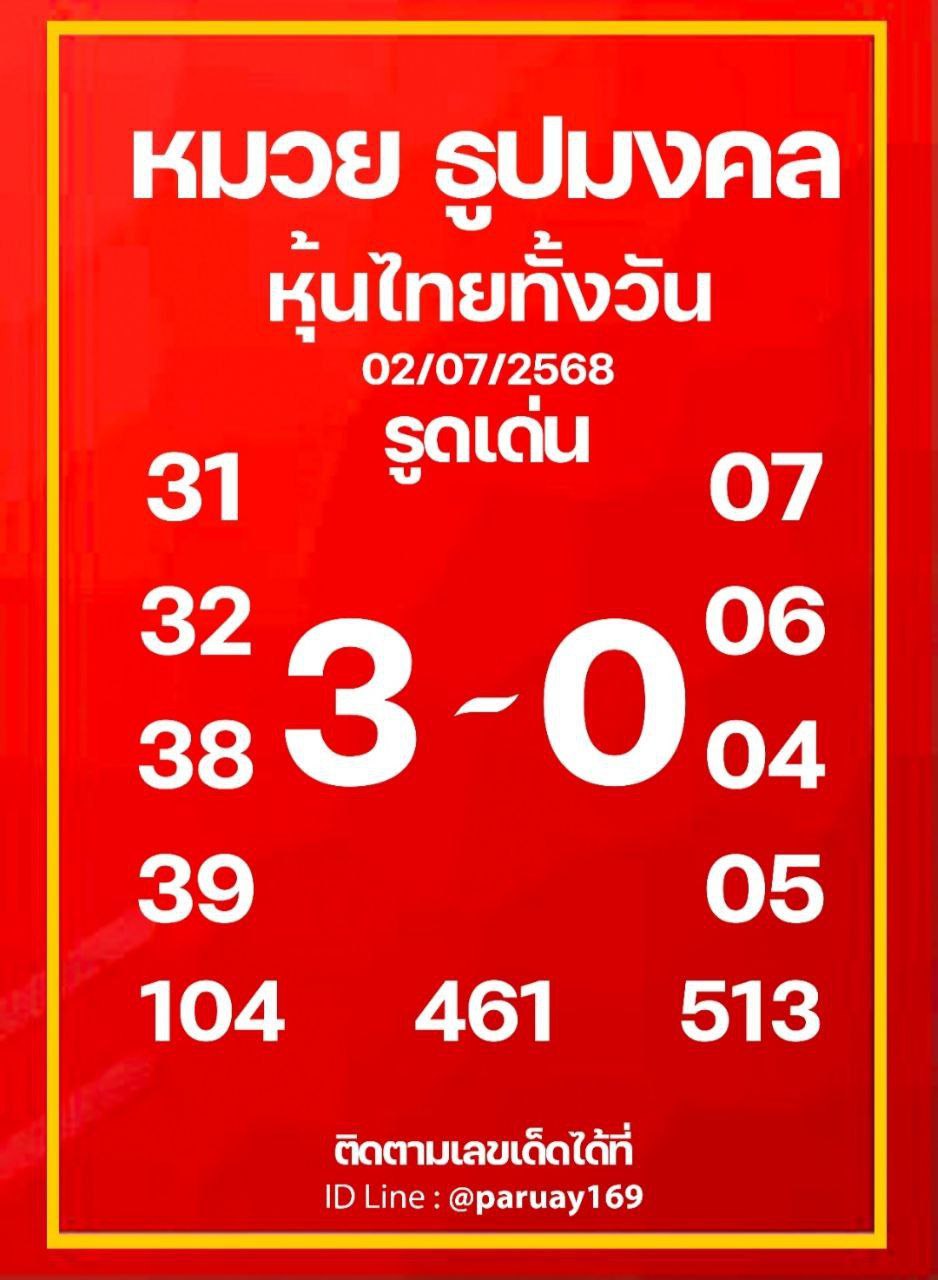 หมวย ธูปมงคล
หุ้นไทยทั้งวัน
02/07/2568
รูดเด่น
31 07
32 06
3 - 0
38 04
39 05
104 461 513
ติดตามเลขเด็ดได้ที่
ID Line : @paruay169